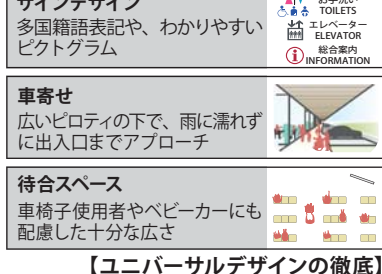 サインデザイン
多国籍語表記や、わかりやすい
ピクトグラム
お手洗い
TOILETS
エレベーター
ELEVATOR
総合案内
INFORMATION
車寄せ
広いピロティの下で、雨に濡れず
に出入口までアプローチ
待合スペース
車椅子使用者やベビーカーにも
配慮した十分な広さ
【ユニバーサルデザインの徹底】